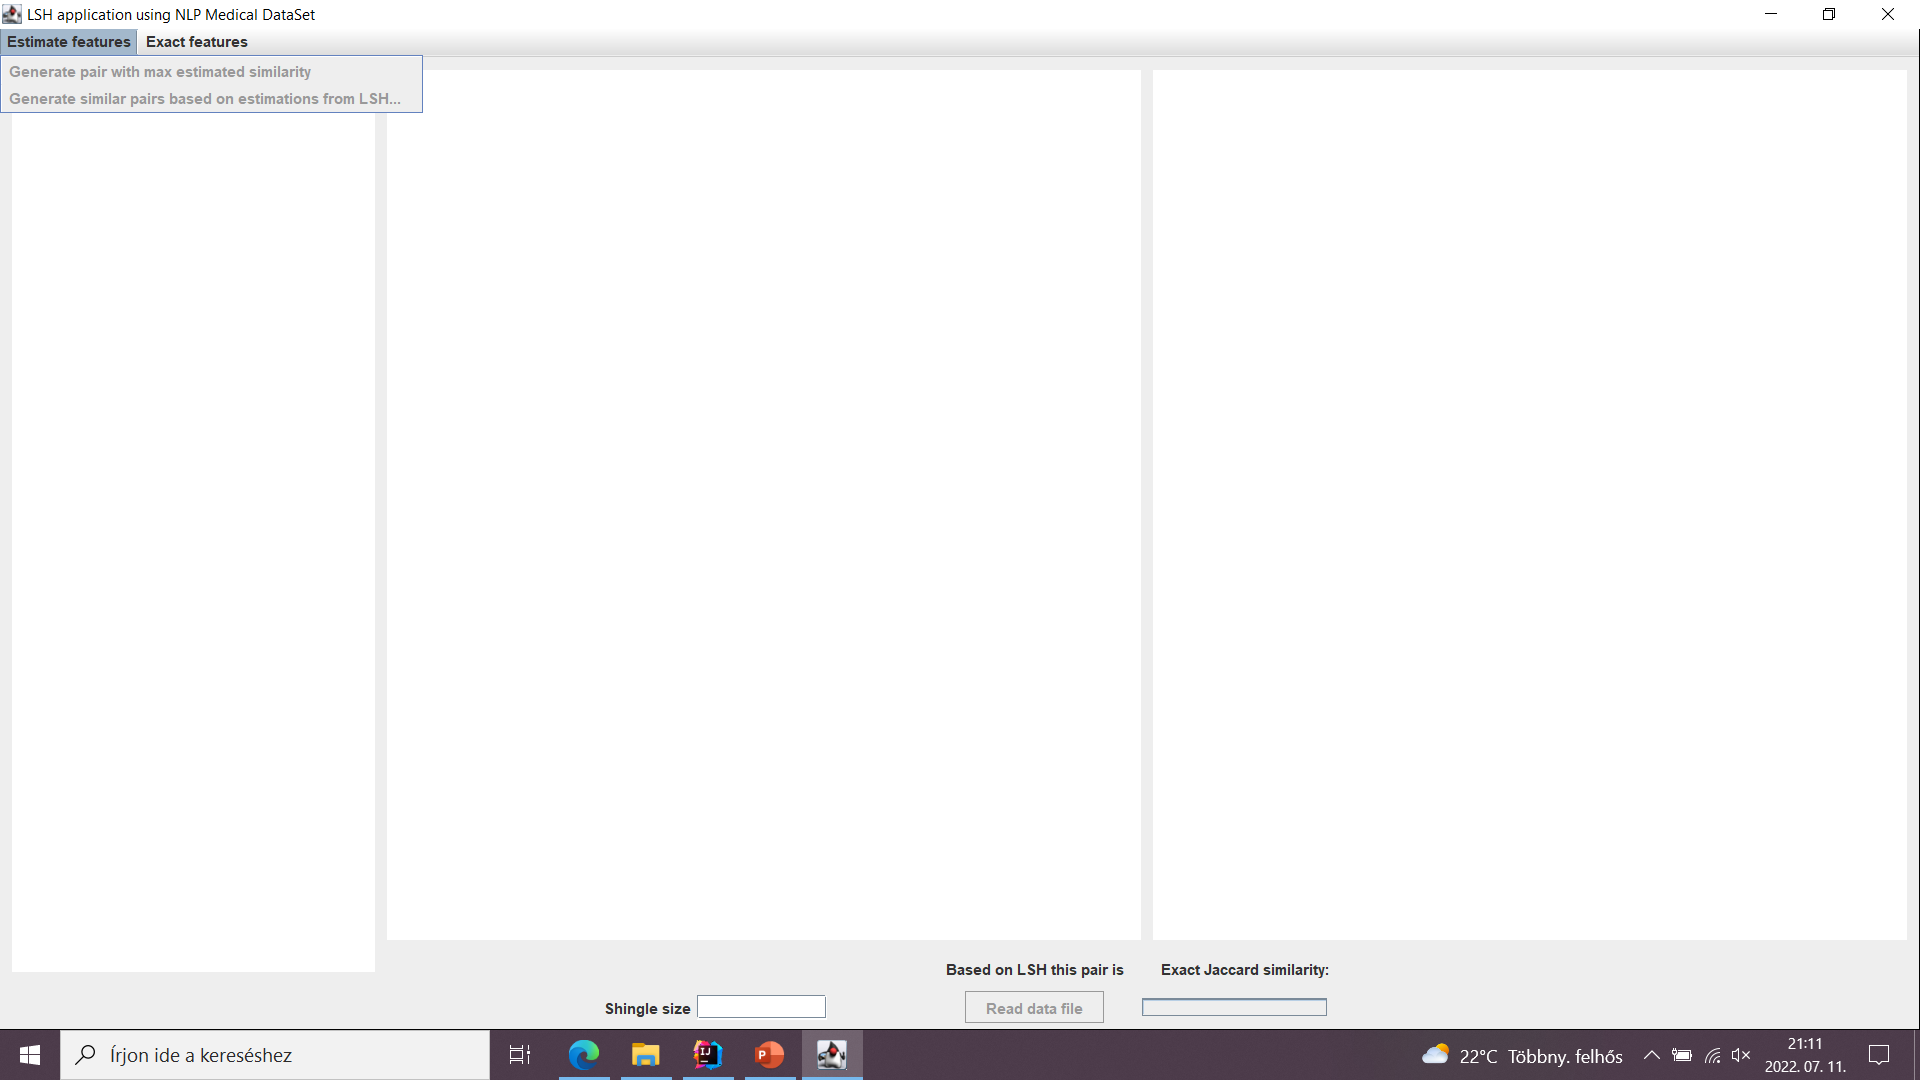 LSH application using NLP Medical DataSet
Estimate features
Exact features
Generate pair with max estimated similarity
Generate similar pairs based on estimations from LSH...
Based on LSH this pair is
Exact Jaccard similarity:
Shingle size
Read data file
Írjon ide a kereséshez
IJ
P
22°C Többny. felhős
21:11
2022. 07. 11.